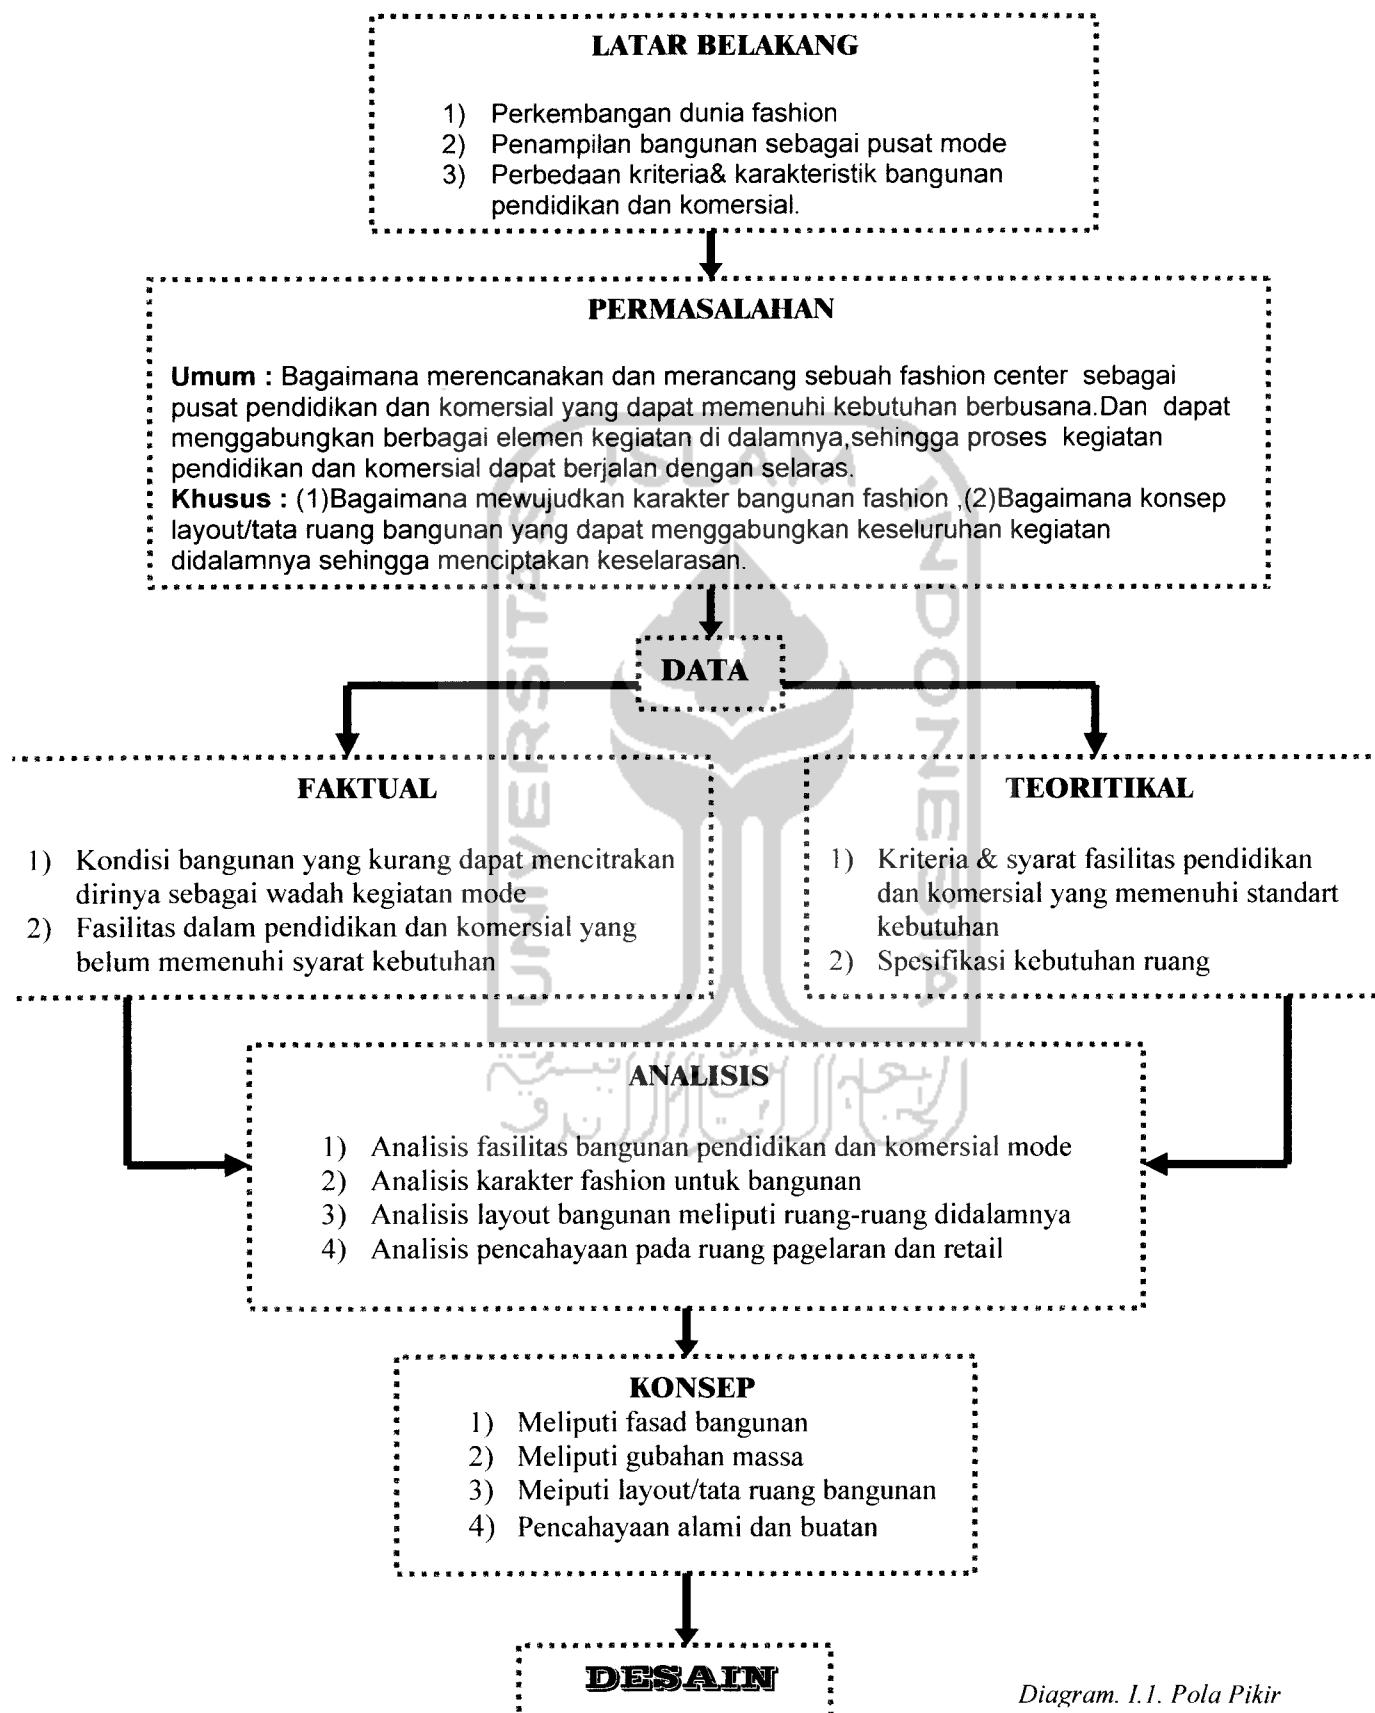 LATAR BELAKANG
1) Perkembangan dunia fashion
2) Penampilan bangunan sebagai pusat mode
3) Perbedaan kriteria& karakteristik bangunan
pendidikan dan komersial.
PERMASALAHAN
Umum : Bagaimana merencanakan dan merancang sebuah fashion center sebagai
pusat pendidikan dan komersial yang dapat memenuhi kebutuhan berbusana.Dan dapat
menggabungkan berbagai elemen kegiatan di dalamnya,sehingga proses kegiatan
pendidikan dan komersial dapat berjalan dengan selaras.
Khusus : (1)Bagaimana mewujudkan karakter bangunan fashion ,(2)Bagaimana konsep
layout/tata ruang bangunan yang dapat menggabungkan keseluruhan kegiatan
didalamnya sehingga menciptakan keselarasan.
DATA
FAKTUAL
1) Kondisi bangunan yang kurang dapat mencitrakan
dirinya sebagai wadah kegiatan mode
2) Fasilitas dalam pendidikan dan komersial yang
belum memenuhi syarat kebutuhan
TEORITIKAL
1) Kriteria & syarat fasilitas pendidikan
dan komersial yang memenuhi standart
kebutuhan
2) Spesifikasi kebutuhan ruang
ANALISIS
1) Analisis fasilitas bangunan pendidikan dan komersial mode
2) Analisis karakter fashion untuk bangunan
3) Analisis layout bangunan meliputi ruang-ruang didalamnya
4) Analisis pencahayaan pada ruang pagelaran dan retail
KONSEP
1) Meliputi fasad bangunan
2) Meliputi gubahan massa
3) Meiputi layout/tata ruang bangunan
4) Pencahayaan alami dan buatan
DESAIN
Diagram. I.1. Pola Pikir
UNIVERSITAS
ISLAM
INDONESIA